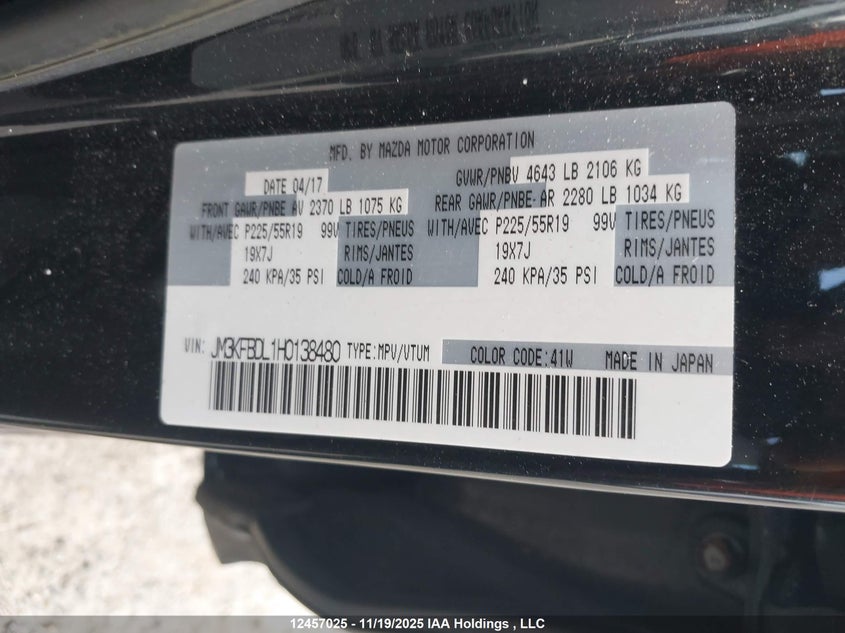 MFD. BY MAZDA MOTOR CORPORATION
DATE 04/17 GVWR/PNBV 4643 LB 2106 KG
FRONT GAWR/PNBE AV 2370 LB 1075 KG REAR GAWR/PNBE AR 2280 LB 1034 KG
WITH/AVEC P225/55R19 99V TIRES/PNEUS WITH/AVEC P225/55R19 99V TIRES/PNEUS
19X7J RIMS/JANTES 19X7J RIMS/JANTES
240 KPA/35 PSI COLD/A FROID 240 KPA/35 PSI COLD/A FROID
VIN: JM3KFBDL1H0138480 TYPE:MPV/VTUM COLOR CODE:41W MADE IN JAPAN
12457025 - 11/19/2025 IAA Holdings , LLC